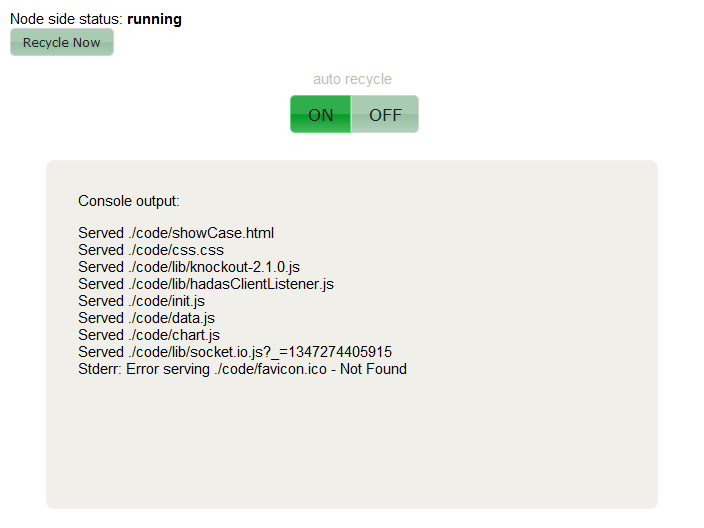 Node side status: running
Recycle Now
auto recycle
ON OFF
Console output:
Served ./code/showCase.html
Served ./code/css.css
Served ./code/lib/knockout-2.1.0.js
Served ./code/lib/hadasClientListener.js
Served ./code/init.js
Served ./code/data.js
Served ./code/chart.js
Served ./code/lib/socket.io.js?_=1347274405915
Stderr: Error serving ./code/favicon.ico - Not Found